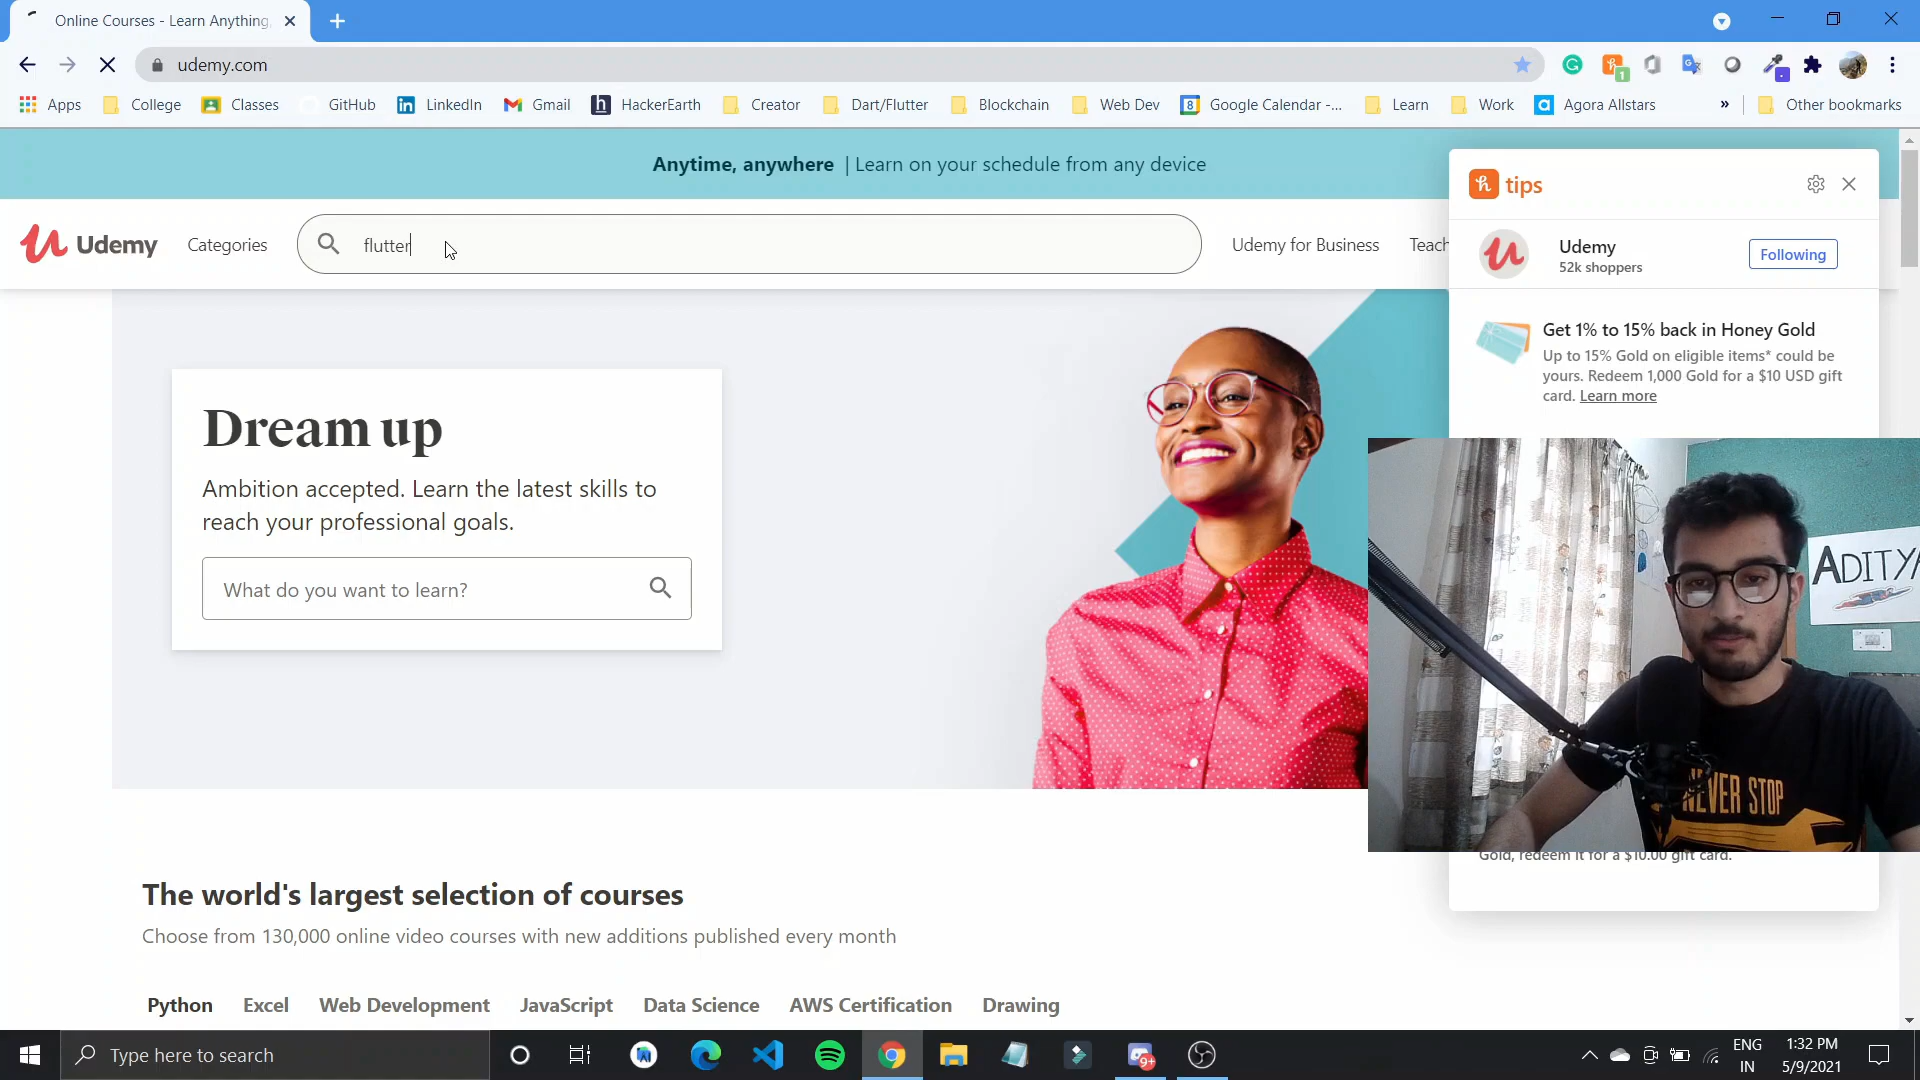 Online Courses - Learn Anything,
udemy.com
1
Apps
College
Classes
GitHub
LinkedIn
Gmail
HackerEarth
Creator
Dart/Flutter
Blockchain
Web Dev
8
Google Calendar -...
Learn
Work
Agora Allstars
»
Other bookmarks
Anytime, anywhere | Learn on your schedule from any device
Udemy
Categories
flutter
Udemy for Business
Teach
h tips
Udemy
52k shoppers
Following
Get 1% to 15% back in Honey Gold
Up to 15% Gold on eligible items* could be
yours. Redeem 1,000 Gold for a $10 USD gift
card. Learn more
Dream up
Ambition accepted. Learn the latest skills to
reach your professional goals.
What do you want to learn?
ADITYA
NEVER STOP
Gold, redeem it for a $10.00 gift card.
The world's largest selection of courses
Choose from 130,000 online video courses with new additions published every month
Python
Excel
Web Development
JavaScript
Data Science
AWS Certification
Drawing
Type here to search
9+
ENG
IN
1:32 PM
5/9/2021